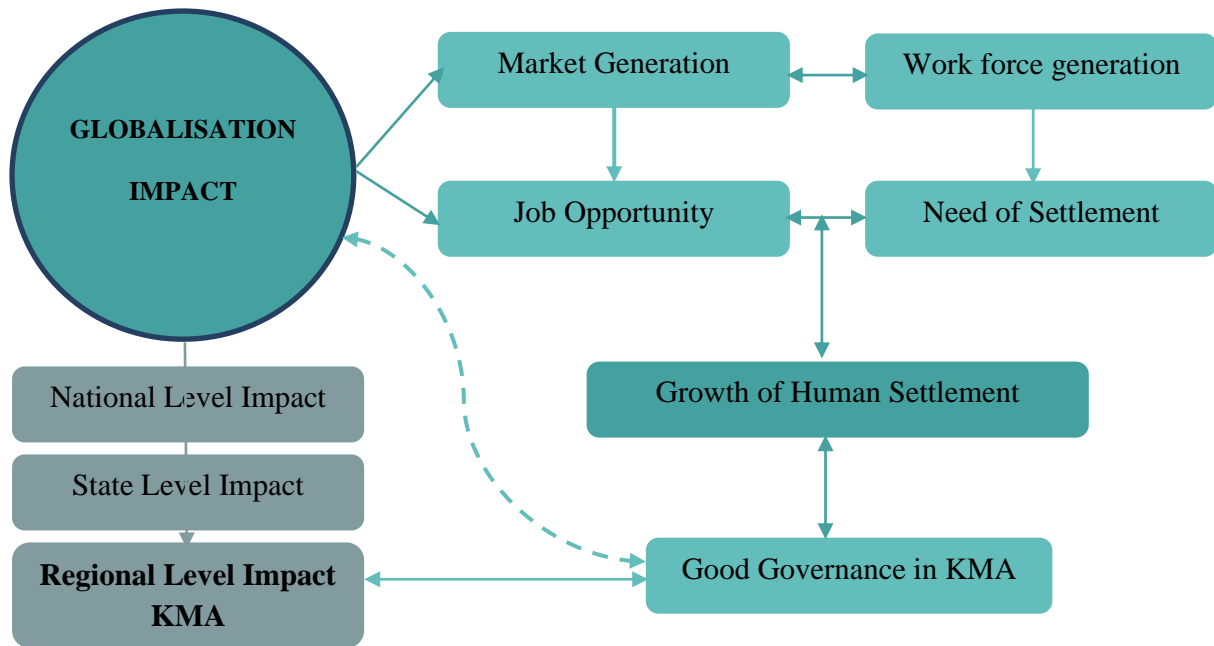 GLOBALISATION
IMPACT
Market Generation
Work force generation
Job Opportunity
Need of Settlement
Growth of Human Settlement
National Level Impact
State Level Impact
Regional Level Impact
KMA
Good Governance in KMA